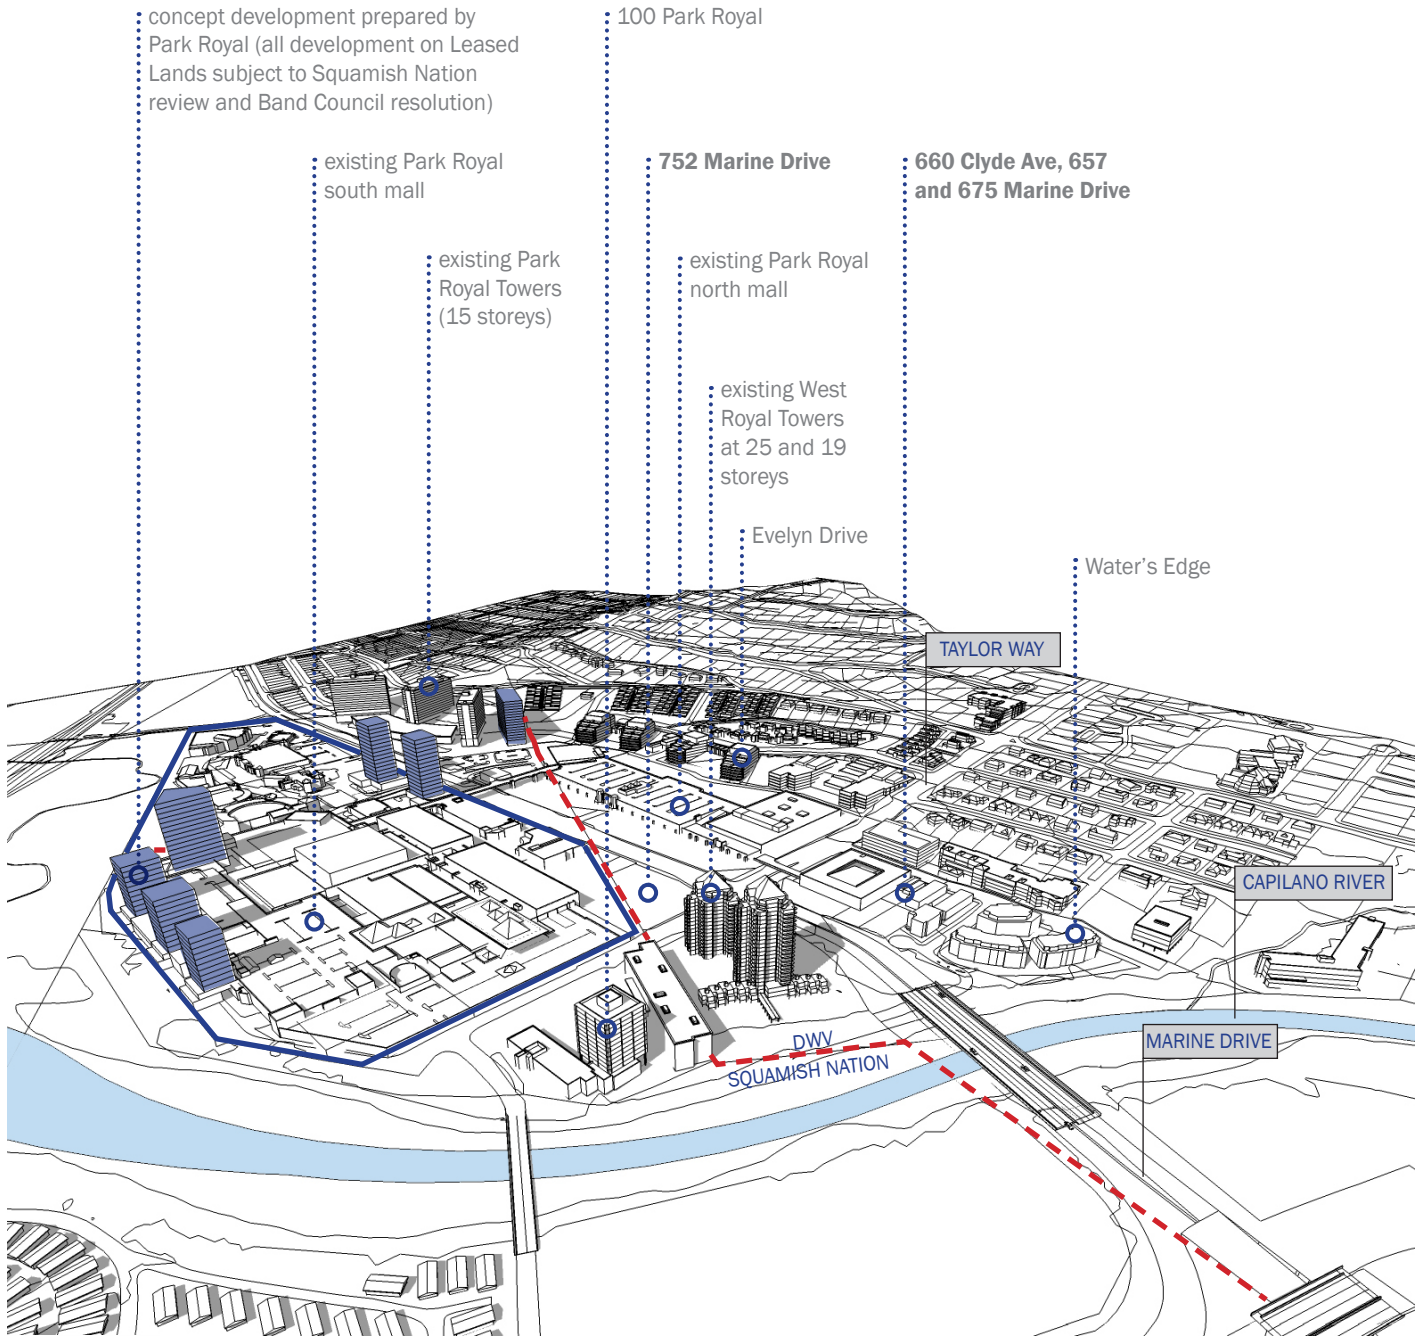 concept development prepared by
Park Royal (all development on Leased
Lands subject to Squamish Nation
review and Band Council resolution)
100 Park Royal
existing Park Royal
south mall
752 Marine Drive
660 Clyde Ave, 657
and 675 Marine Drive
existing Park
Royal Towers
(15 storeys)
existing Park Royal
north mall
existing West
Royal Towers
at 25 and 19
storeys
Evelyn Drive
Water's Edge
TAYLOR WAY
CAPILANO RIVER
MARINE DRIVE
DWV
SQUAMISH NATION